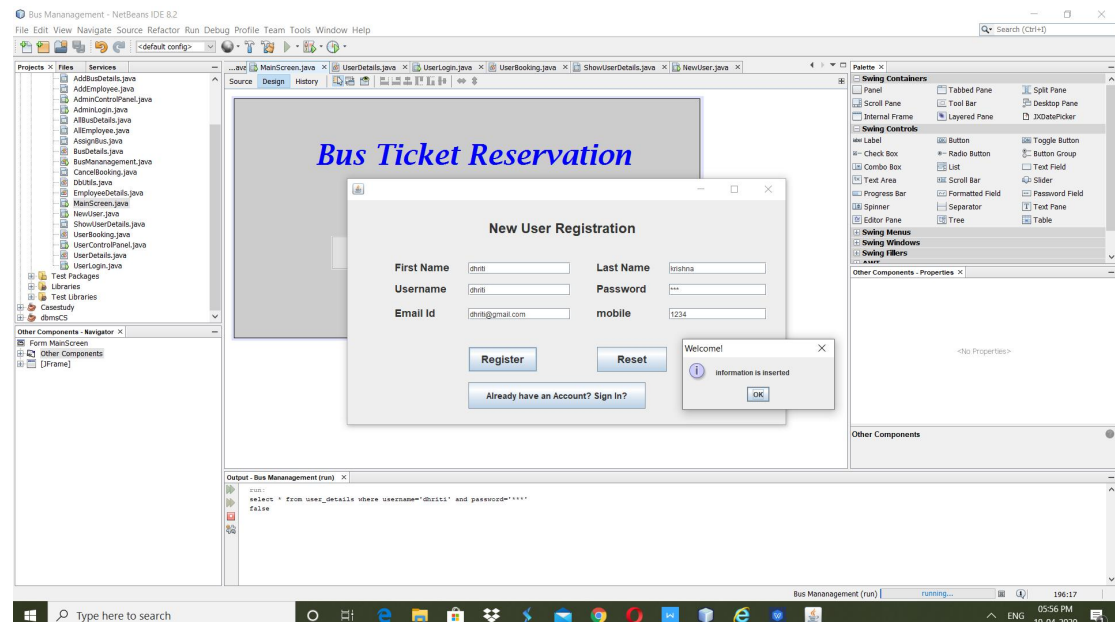 Bus Mananagement - NetBeans IDE 8.2
File Edit View Navigate Source Refactor Run Debug Profile Team Tools Window Help
Search (Ctrl+I)
<default config>
Projects Files Services
...ava MainScreen.java UserDetails.java UserLogin.java UserBooking.java ShowUserDetails.java NewUser.java
Source Design History
AddBusDetails.java
AddEmployee.java
AdminControlPanel.java
AdminLogin.java
AllBusDetails.java
AllEmployee.java
AssignBus.java
BusDetails.java
BusMananagement.java
CancelBooking.java
DbUtils.java
EmployeeDetails.java
MainScreen.java
NewUser.java
ShowUserDetails.java
UserBooking.java
UserControlPanel.java
UserDetails.java
UserLogin.java
Test Packages
Libraries
Test Libraries
Casestudy
dbmsCS
Other Components - Navigator
Form MainScreen
Other Components
[JFrame]
Bus Ticket Reservation
New User Registration
First Name dhriti Last Name krishna
Username dhriti Password ***
Email Id dhriti@gmail.com mobile 1234
Register Reset
Already have an Account? Sign In?
Welcome!
information is inserted
OK
Palette
Swing Containers
Panel Tabbed Pane Split Pane
Scroll Pane Tool Bar Desktop Pane
Internal Frame Layered Pane JXDatePicker
Swing Controls
Label Button Toggle Button
Check Box Radio Button Button Group
Combo Box List Text Field
Text Area Scroll Bar Slider
Progress Bar Formatted Field Password Field
Spinner Separator Text Pane
Editor Pane Tree Table
Swing Menus
Swing Windows
Swing Fillers
AWT
Other Components - Properties
<No Properties>
Other Components
Output - Bus Mananagement (run)
run:
select * from user_details where username='dhriti' and password='***'
false
Bus Mananagement (run) running... 196:17
Type here to search
ENG
05:56 PM
19-04-2020